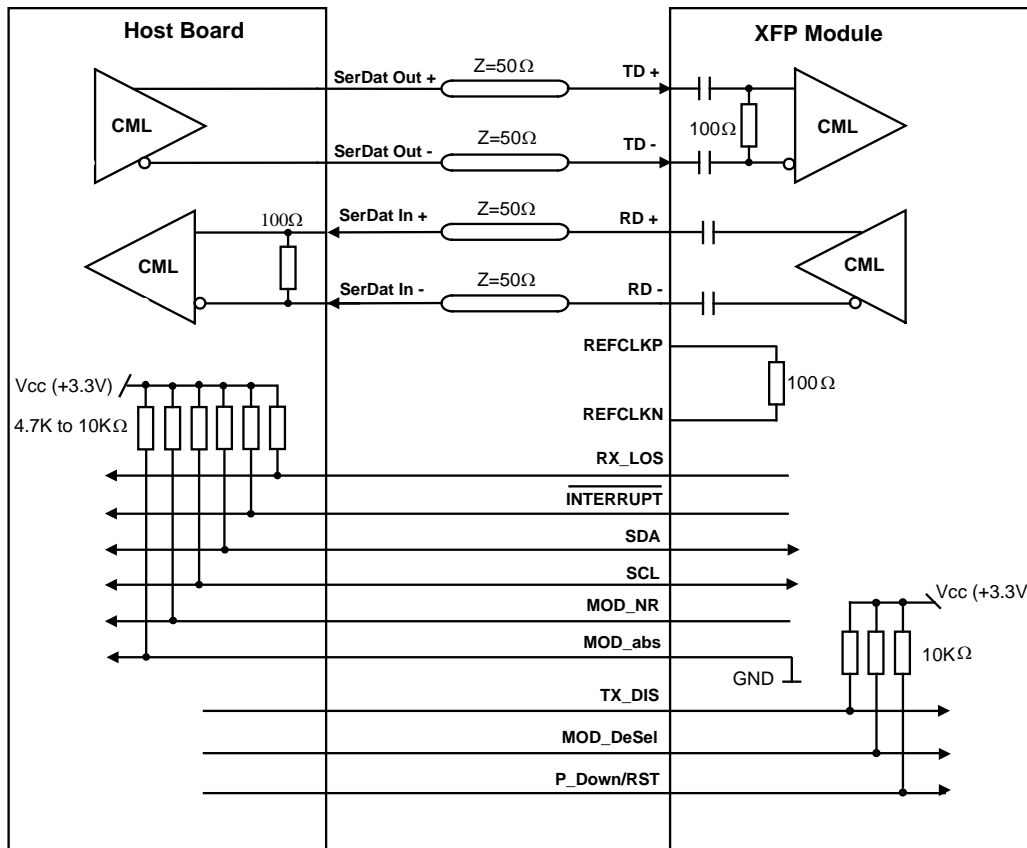 Host Board
XFP Module
SerDat Out +
Z=50Ω
TD +
CML
100Ω
CML
SerDat Out -
Z=50Ω
TD -
100Ω
SerDat In +
Z=50Ω
RD +
CML
CML
SerDat In -
Z=50Ω
RD -
REFCLKP
100Ω
REFCLKN
Vcc (+3.3V)
4.7K to 10KΩ
RX_LOS
INTERRUPT
SDA
SCL
Vcc (+3.3V
MOD_NR
MOD_abs
10KΩ
GND
TX_DIS
MOD_DeSel
P_Down/RST